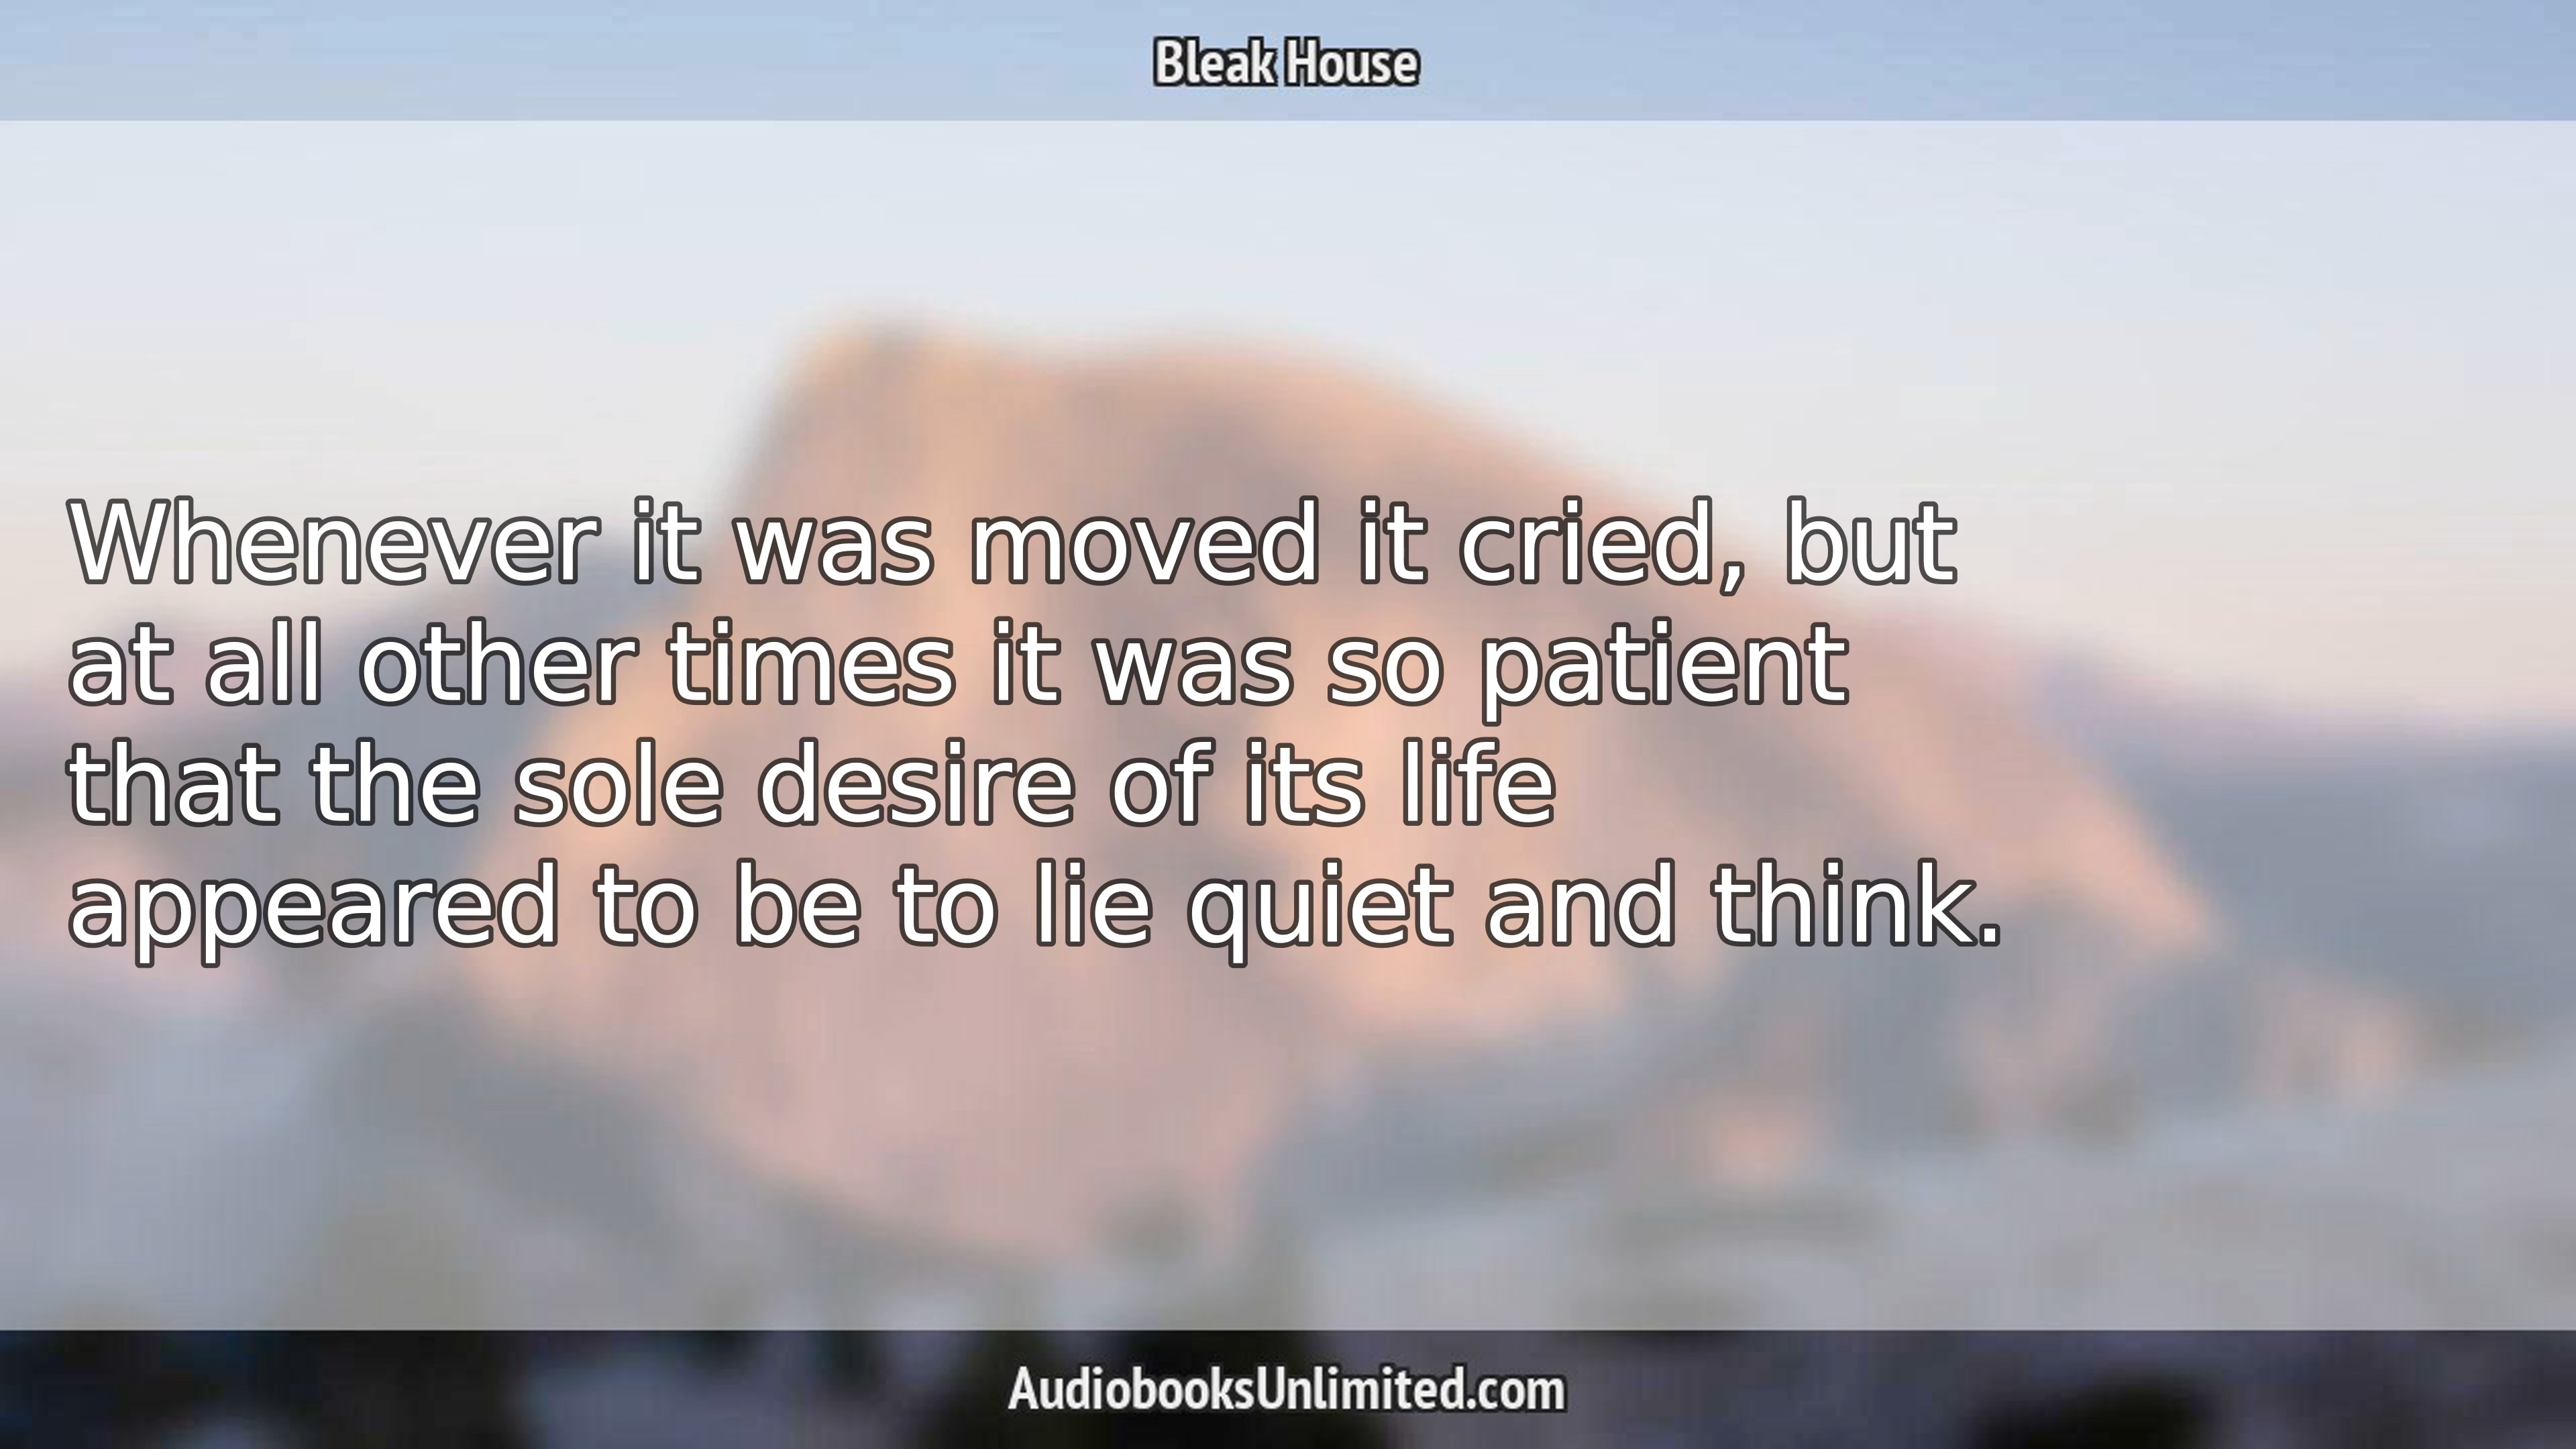 Bleak House
Whenever it was moved it cried, but
at all other times it was so patient
that the sole desire of its life
appeared to be to lie quiet and think.
AudiobooksUnlimited.com